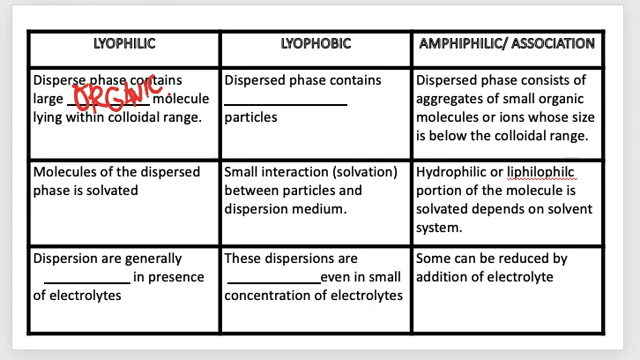 LYOPHILIC
LYOPHOBIC
AMPHIPHILIC/ ASSOCIATION
Disperse phase contains
large ORGANIC molecule
lying within colloidal range.
Dispersed phase contains
____________
particles
Dispersed phase consists of
aggregates of small organic
molecules or ions whose size
is below the colloidal range.
Molecules of the dispersed
phase is solvated
Small interaction (solvation)
between particles and
dispersion medium.
Hydrophilic or liphilophilc
portion of the molecule is
solvated depends on solvent
system.
Dispersion are generally
____________ in presence
of electrolytes
These dispersions are
____________even in small
concentration of electrolytes
Some can be reduced by
addition of electrolyte